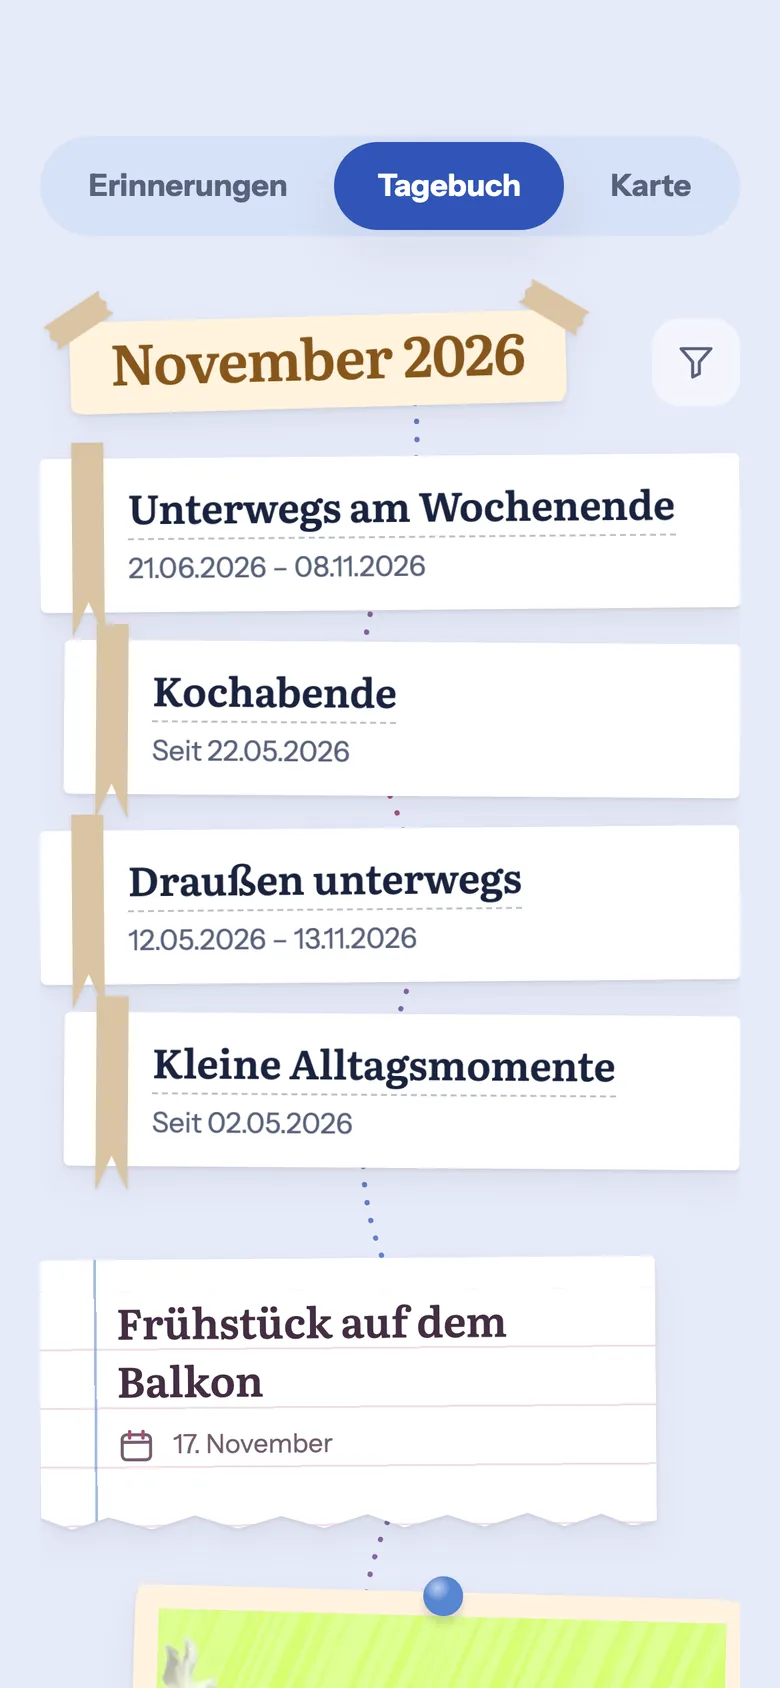 Erinnerungen Tagebuch Karte
November 2026
Unterwegs am Wochenende
21.06.2026 – 08.11.2026
Kochabende
Seit 22.05.2026
Draußen unterwegs
12.05.2026 – 13.11.2026
Kleine Alltagsmomente
Seit 02.05.2026
Frühstück auf dem
Balkon
17. November